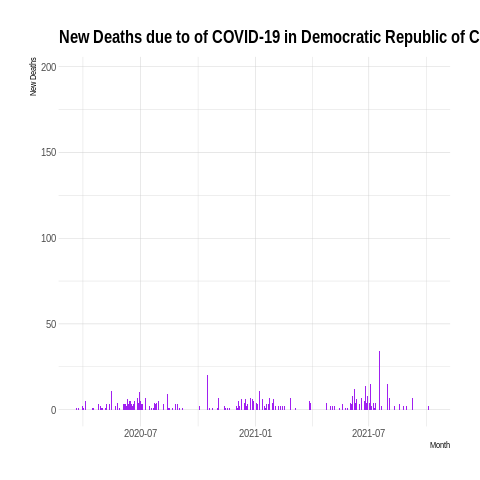 New Deaths due to of COVID-19 in Democratic Republic of C
New Deaths
200
150
100
50
0
2020-07
2021-01
2021-07
Month